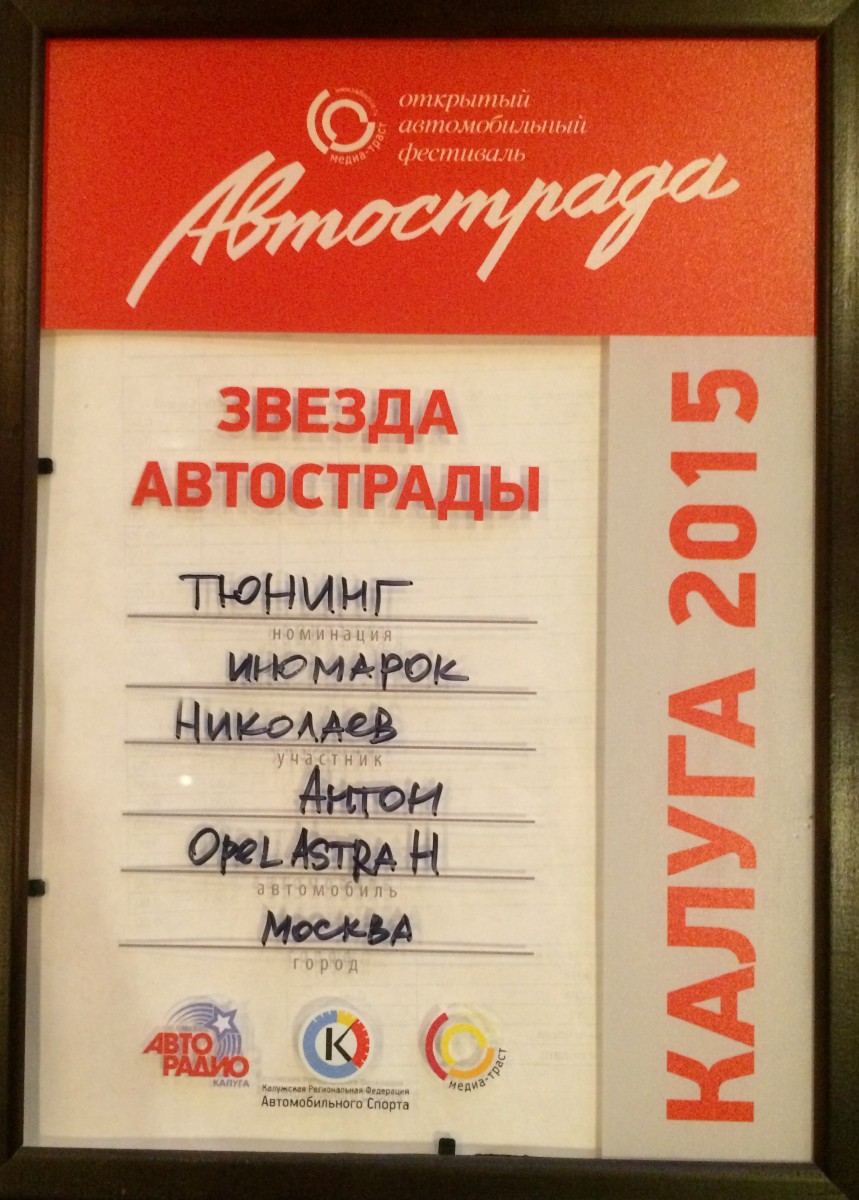 открытый
автомобильный
фестиваль
медиа-траст
Автострада
ЗВЕЗДА
АВТОСТРАДЫ
ТЮНИНГ
номинация
ИНОМАРОК
НИКОЛАЕВ
участник
АНТОН
OPEL ASTRA H
автомобиль
МОСКВА
город
КАЛУГА 2015
АВТО
РАДИО
КАЛУГА
К
Калужская Региональная Федерация
Автомобильного Спорта
медиа-траст